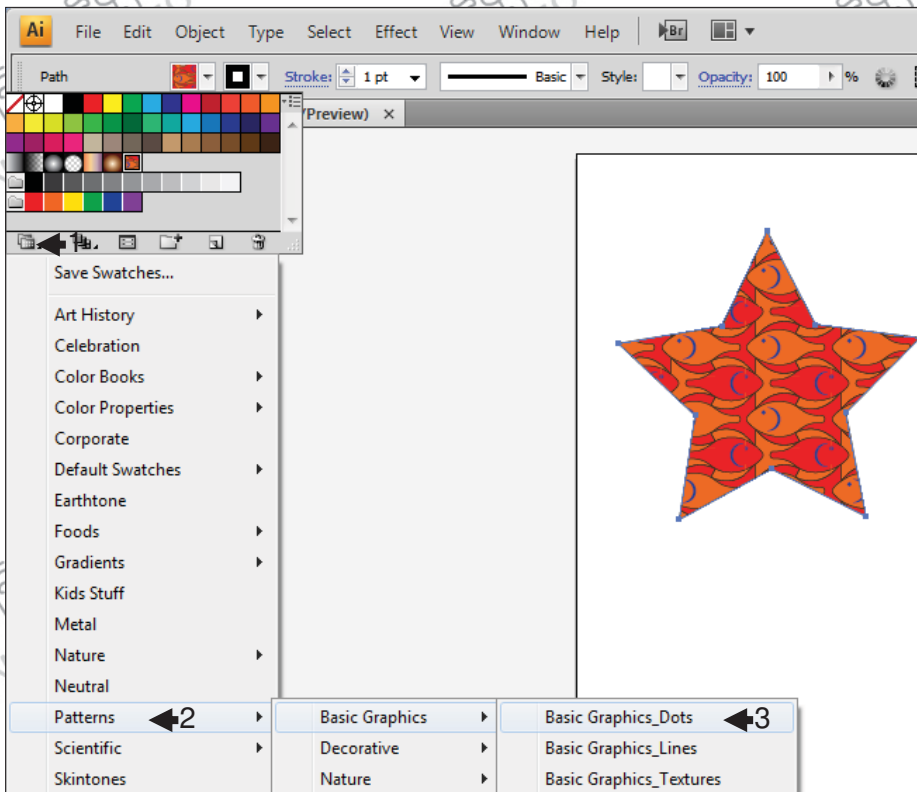 Ai File Edit Object Type Select Effect View Window Help Br
Path Stroke: 1 pt Basic Style: Opacity: 100 %
/Preview) ×
1
Save Swatches...
Art History
Celebration
Color Books
Color Properties
Corporate
Default Swatches
Earthtone
Foods
Gradients
Kids Stuff
Metal
Nature
Neutral
Patterns 2 Basic Graphics Basic Graphics_Dots 3
Scientific Decorative Basic Graphics_Lines
Skintones Nature Basic Graphics_Textures